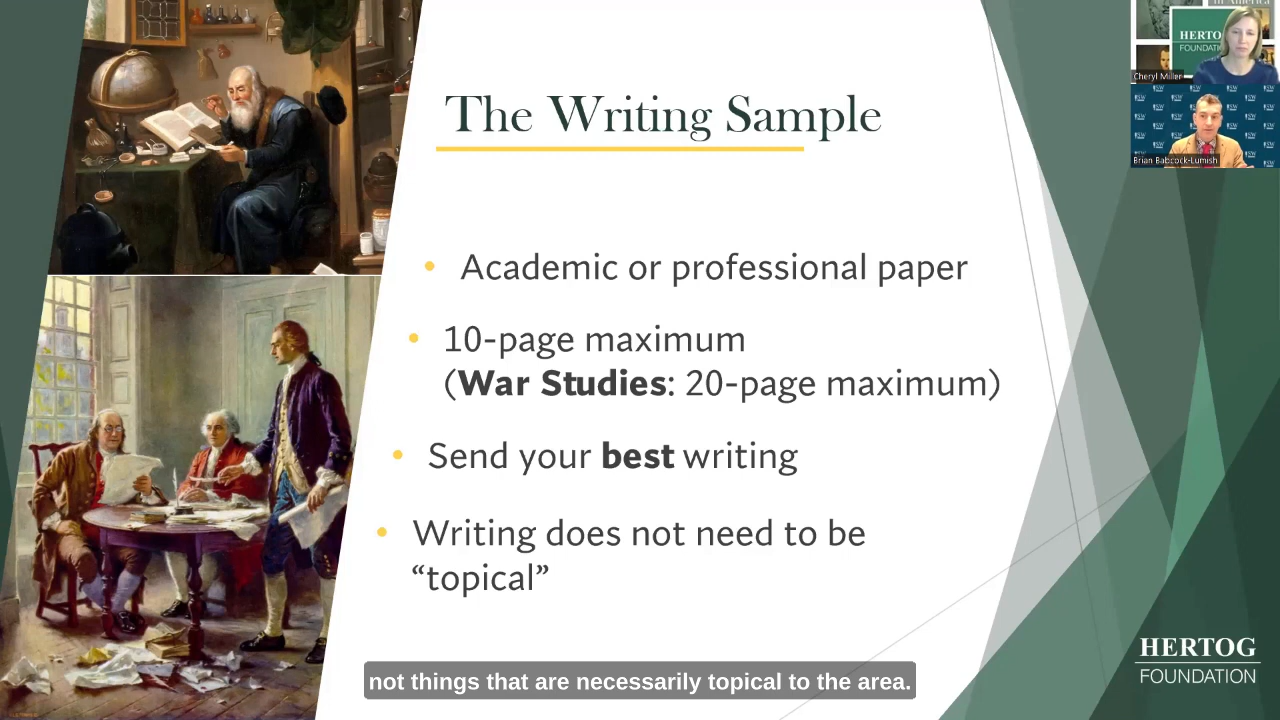 The Writing Sample
• Academic or professional paper
• 10-page maximum
(War Studies: 20-page maximum)
• Send your best writing
• Writing does not need to be
“topical”
not things that are necessarily topical to the area.
HERTOG
FOUNDATION
Cheryl Miller
Brian Babcock-Lumish
HERTOG
FOUNDATION